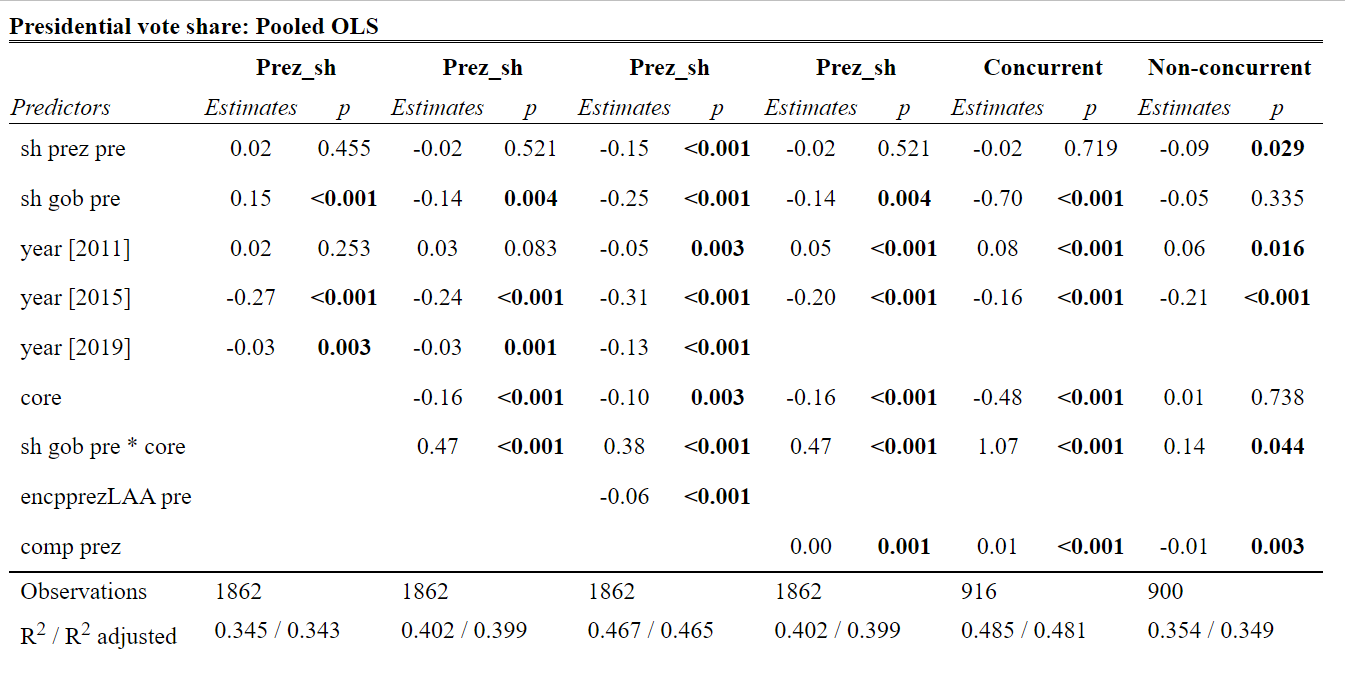 Presidential vote share: Pooled OLS
Prez_sh Prez_sh Prez_sh Prez_sh Concurrent Non-concurrent
Predictors Estimates p Estimates p Estimates p Estimates p Estimates p Estimates p
sh prez pre 0.02 0.455 -0.02 0.521 -0.15 <0.001 -0.02 0.521 -0.02 0.719 -0.09 0.029
sh gob pre 0.15 <0.001 -0.14 0.004 -0.25 <0.001 -0.14 0.004 -0.70 <0.001 -0.05 0.335
year [2011] 0.02 0.253 0.03 0.083 -0.05 0.003 0.05 <0.001 0.08 <0.001 0.06 0.016
year [2015] -0.27 <0.001 -0.24 <0.001 -0.31 <0.001 -0.20 <0.001 -0.16 <0.001 -0.21 <0.001
year [2019] -0.03 0.003 -0.03 0.001 -0.13 <0.001
core -0.16 <0.001 -0.10 0.003 -0.16 <0.001 -0.48 <0.001 0.01 0.738
sh gob pre * core 0.47 <0.001 0.38 <0.001 0.47 <0.001 1.07 <0.001 0.14 0.044
encpprezLAA pre -0.06 <0.001
comp prez 0.00 0.001 0.01 <0.001 -0.01 0.003
Observations 1862 1862 1862 1862 916 900
R2 / R2 adjusted 0.345 / 0.343 0.402 / 0.399 0.467 / 0.465 0.402 / 0.399 0.485 / 0.481 0.354 / 0.349